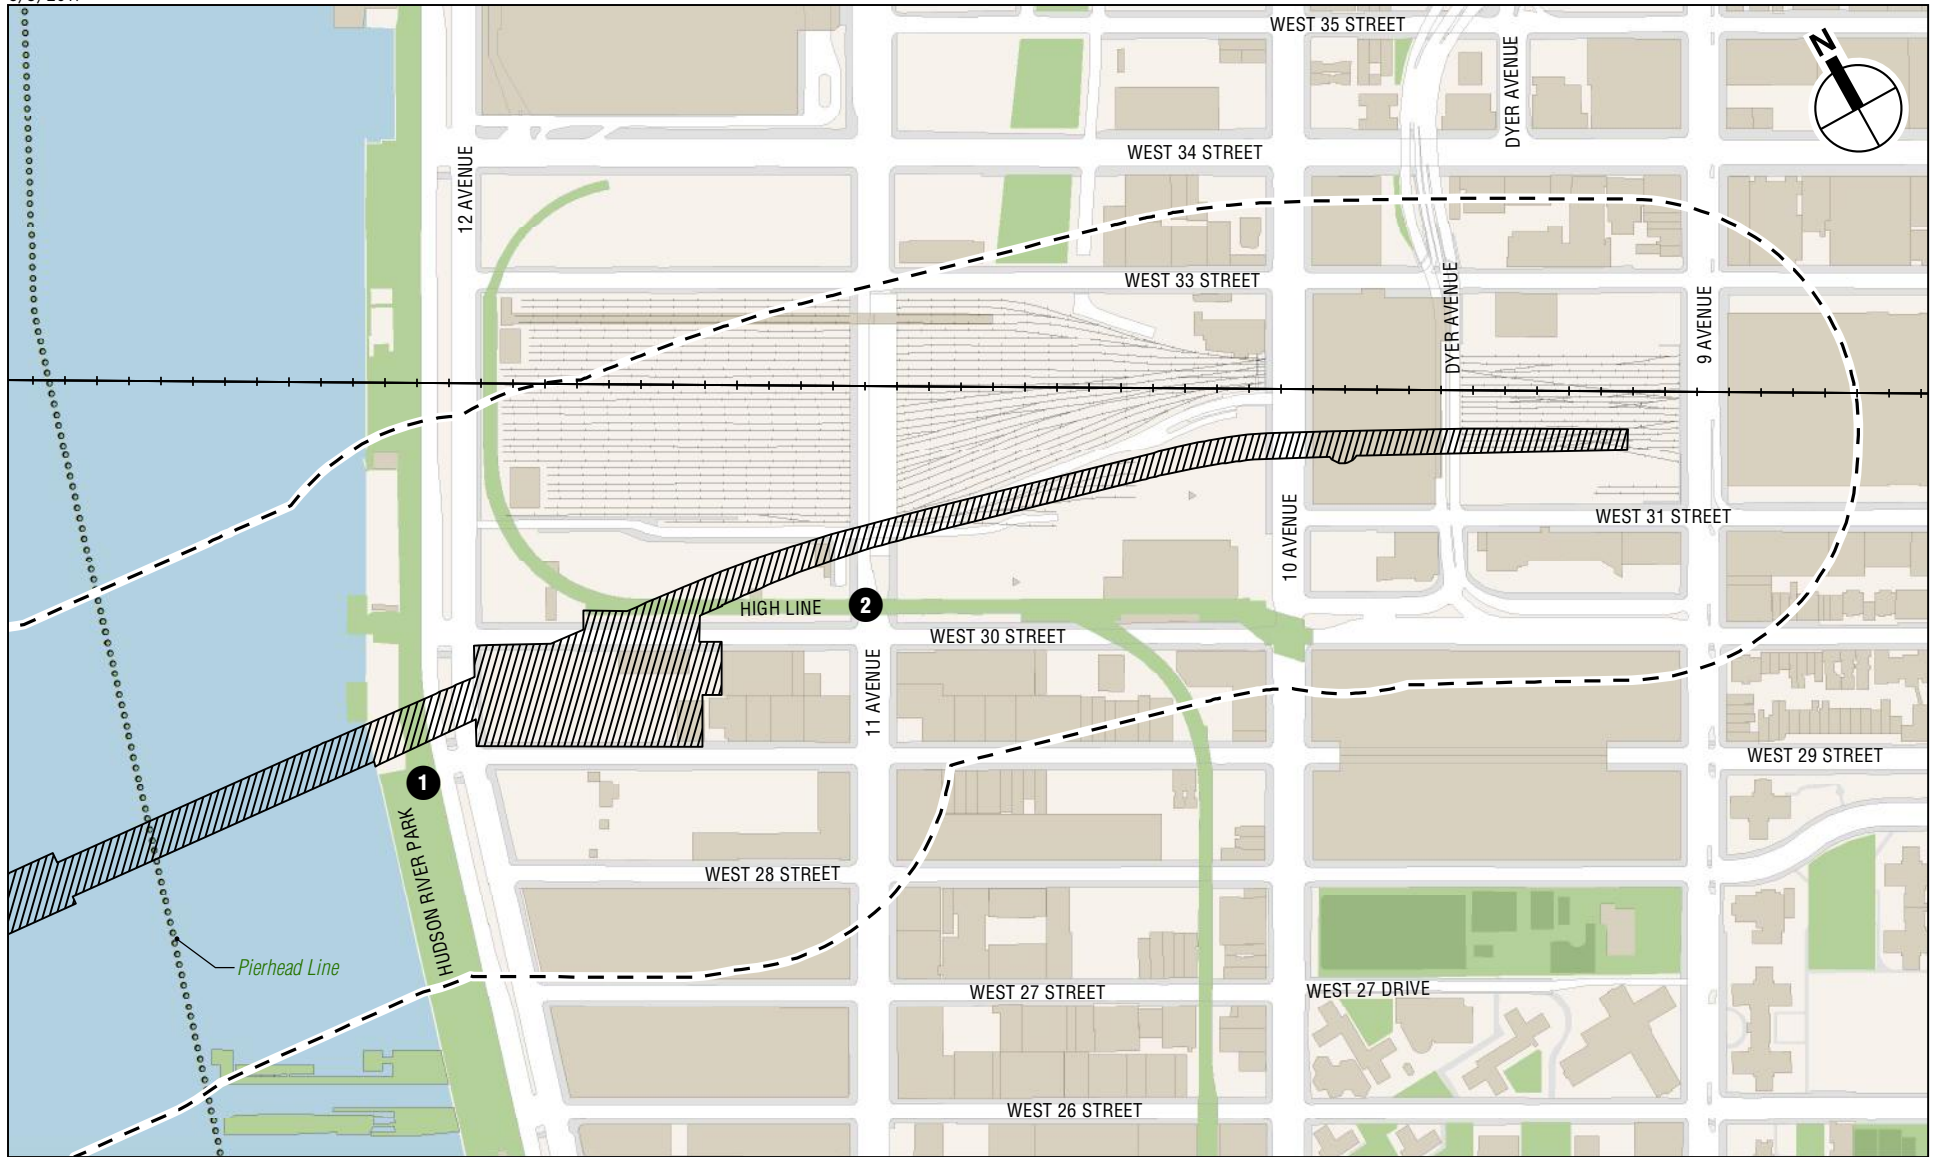 WEST 35 STREET
N
DYER AVENUE
12 AVENUE
WEST 34 STREET
WEST 33 STREET
DYER AVENUE
9 AVENUE
10 AVENUE
WEST 31 STREET
HIGH LINE
2
WEST 30 STREET
11 AVENUE
WEST 29 STREET
1
HUDSON RIVER PARK
WEST 28 STREET
Pierhead Line
WEST 27 STREET
WEST 27 DRIVE
WEST 26 STREET